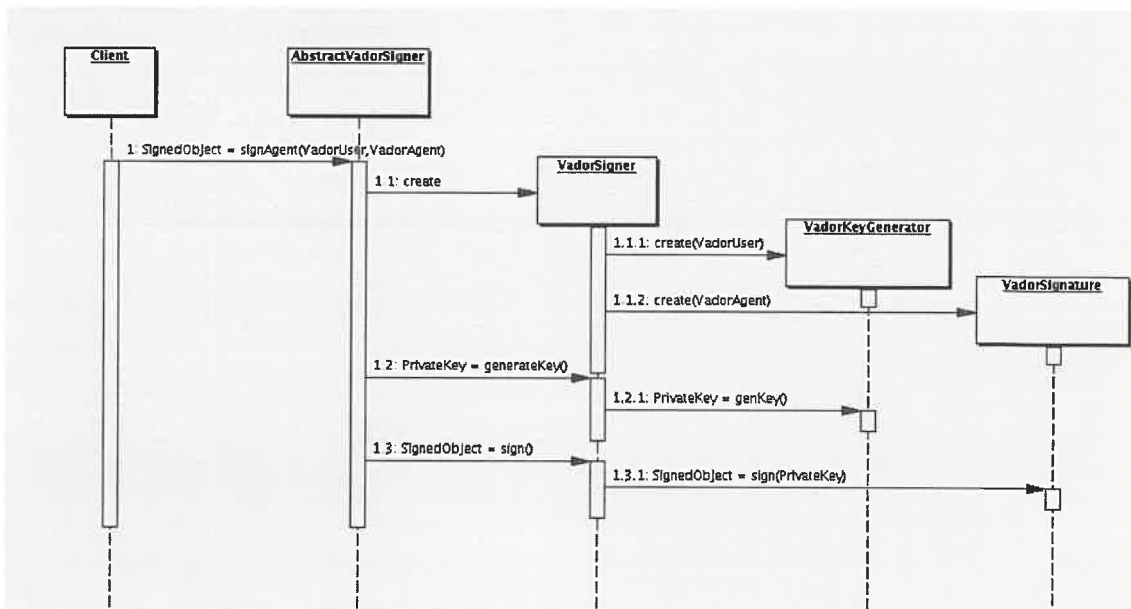 Client
AbstractVadorSigner
1: SignedObject = signAgent(VadorUser,VadorAgent)
VadorSigner
1.1: create
VadorKeyGenerator
1.1.1: create(VadorUser)
VadorSignature
1.1.2: create(VadorAgent)
1.2: PrivateKey = generateKey()
1.2.1: PrivateKey = genKey()
1.3: SignedObject = sign()
1.3.1: SignedObject = sign(PrivateKey)